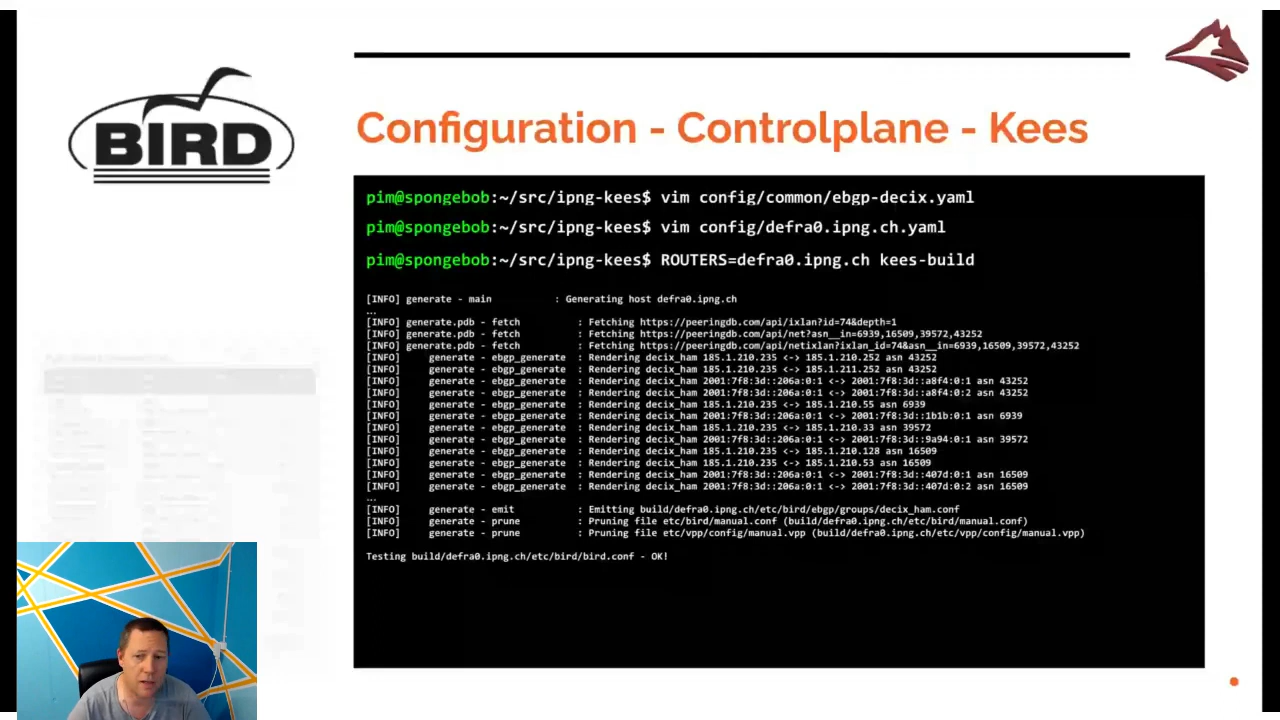 BIRD
Configuration - Controlplane - Kees
pim@spongebob:~/src/ipng-kees$ vim config/common/ebgp-decix.yaml
pim@spongebob:~/src/ipng-kees$ vim config/defra0.ipng.ch.yaml
pim@spongebob:~/src/ipng-kees$ ROUTERS=defra0.ipng.ch kees-build
[INFO] generate - main : Generating host defra0.ipng.ch
...
[INFO] generate.pdb - fetch : Fetching https://peeringdb.com/api/ixlan?id=74&depth=1
[INFO] generate.pdb - fetch : Fetching https://peeringdb.com/api/net?asn__in=6939,16509,39572,43252
[INFO] generate.pdb - fetch : Fetching https://peeringdb.com/api/netixlan?ixlan_id=74&asn__in=6939,16509,39572,43252
[INFO] generate - ebgp_generate : Rendering decix_ham 185.1.210.235 <-> 185.1.210.252 asn 43252
[INFO] generate - ebgp_generate : Rendering decix_ham 185.1.210.235 <-> 185.1.211.252 asn 43252
[INFO] generate - ebgp_generate : Rendering decix_ham 2001:7f8:3d::206a:0:1 <-> 2001:7f8:3d::a8f4:0:1 asn 43252
[INFO] generate - ebgp_generate : Rendering decix_ham 2001:7f8:3d::206a:0:1 <-> 2001:7f8:3d::a8f4:0:2 asn 43252
[INFO] generate - ebgp_generate : Rendering decix_ham 185.1.210.235 <-> 185.1.210.55 asn 6939
[INFO] generate - ebgp_generate : Rendering decix_ham 2001:7f8:3d::206a:0:1 <-> 2001:7f8:3d::1b1b:0:1 asn 6939
[INFO] generate - ebgp_generate : Rendering decix_ham 185.1.210.235 <-> 185.1.210.33 asn 39572
[INFO] generate - ebgp_generate : Rendering decix_ham 2001:7f8:3d::206a:0:1 <-> 2001:7f8:3d::9a94:0:1 asn 39572
[INFO] generate - ebgp_generate : Rendering decix_ham 185.1.210.235 <-> 185.1.210.128 asn 16509
[INFO] generate - ebgp_generate : Rendering decix_ham 185.1.210.235 <-> 185.1.210.53 asn 16509
[INFO] generate - ebgp_generate : Rendering decix_ham 2001:7f8:3d::206a:0:1 <-> 2001:7f8:3d::407d:0:1 asn 16509
[INFO] generate - ebgp_generate : Rendering decix_ham 2001:7f8:3d::206a:0:1 <-> 2001:7f8:3d::407d:0:2 asn 16509
...
[INFO] generate - emit : Emitting build/defra0.ipng.ch/etc/bird/ebgp/groups/decix_ham.conf
[INFO] generate - prune : Pruning file etc/bird/manual.conf (build/defra0.ipng.ch/etc/bird/manual.conf)
[INFO] generate - prune : Pruning file etc/vpp/config/manual.vpp (build/defra0.ipng.ch/etc/vpp/config/manual.vpp)
Testing build/defra0.ipng.ch/etc/bird/bird.conf - OK!